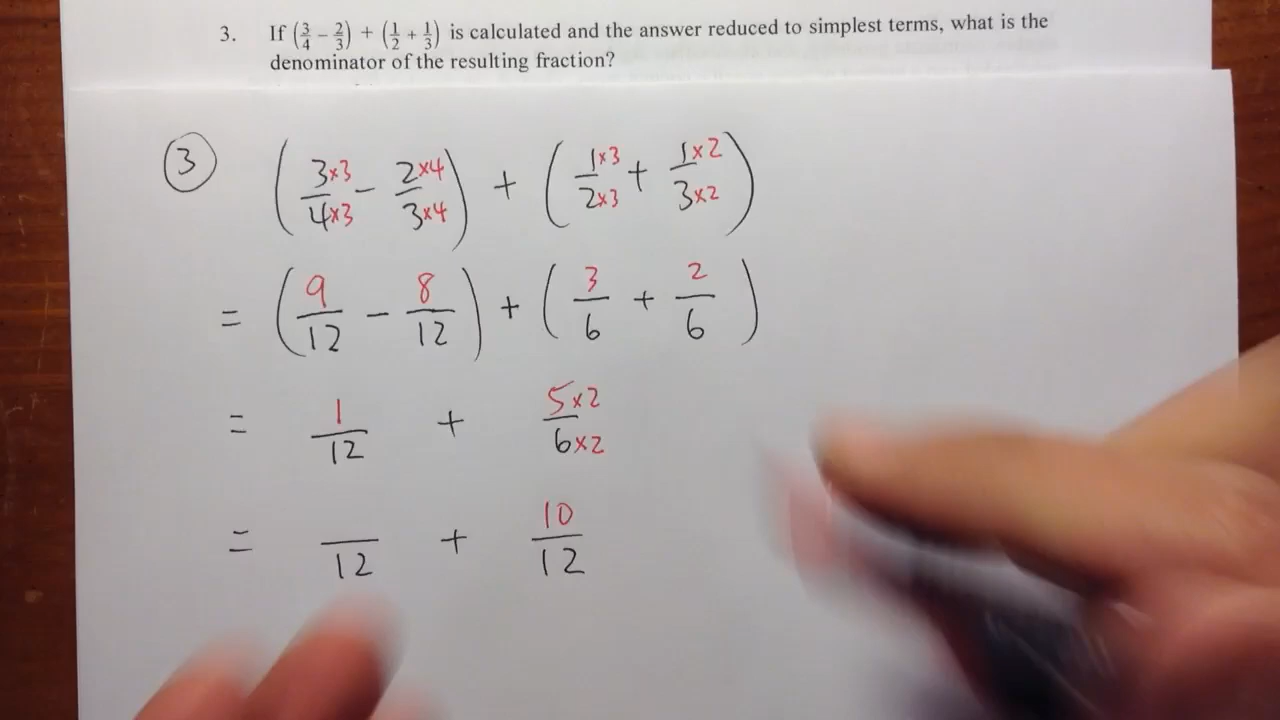 3. If (3/4 − 2/3) + (1/2 + 1/3) is calculated and the answer reduced to simplest terms, what is the
denominator of the resulting fraction?
③ (3×3/4×3 − 2×4/3×4) + (1×3/2×3 + 1×2/3×2)
= (9/12 − 8/12) + (3/6 + 2/6)
= 1/12 + 5×2/6×2
= /12 + 10/12